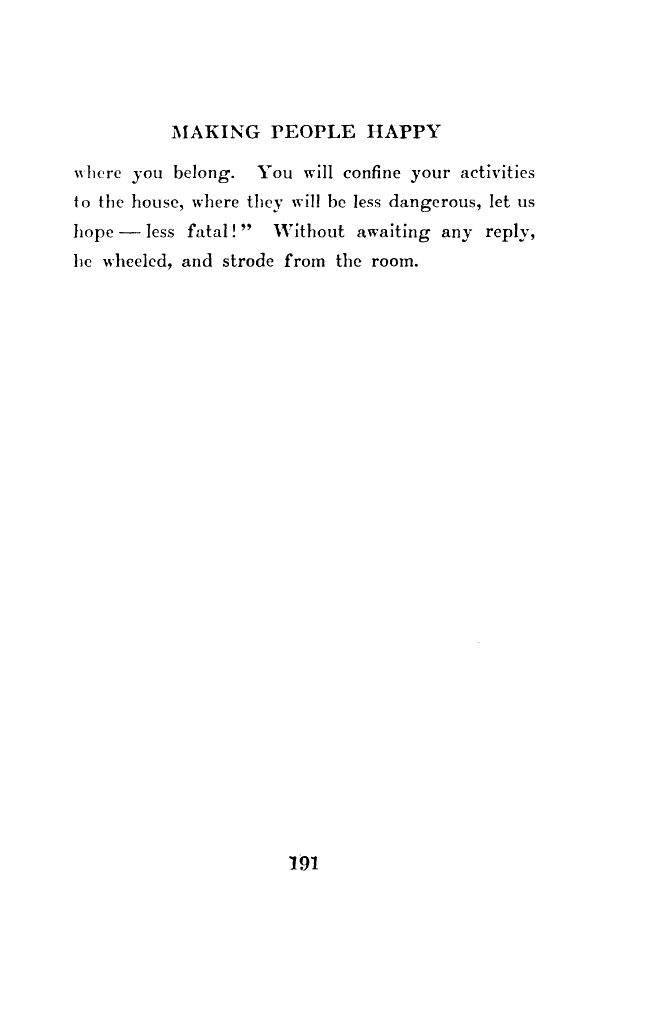 MAKING PEOPLE HAPPY
where you belong. You will confine your activities
to the house, where they will be less dangerous, let us
hope — less fatal!” Without awaiting any reply,
he wheeled, and strode from the room.
191